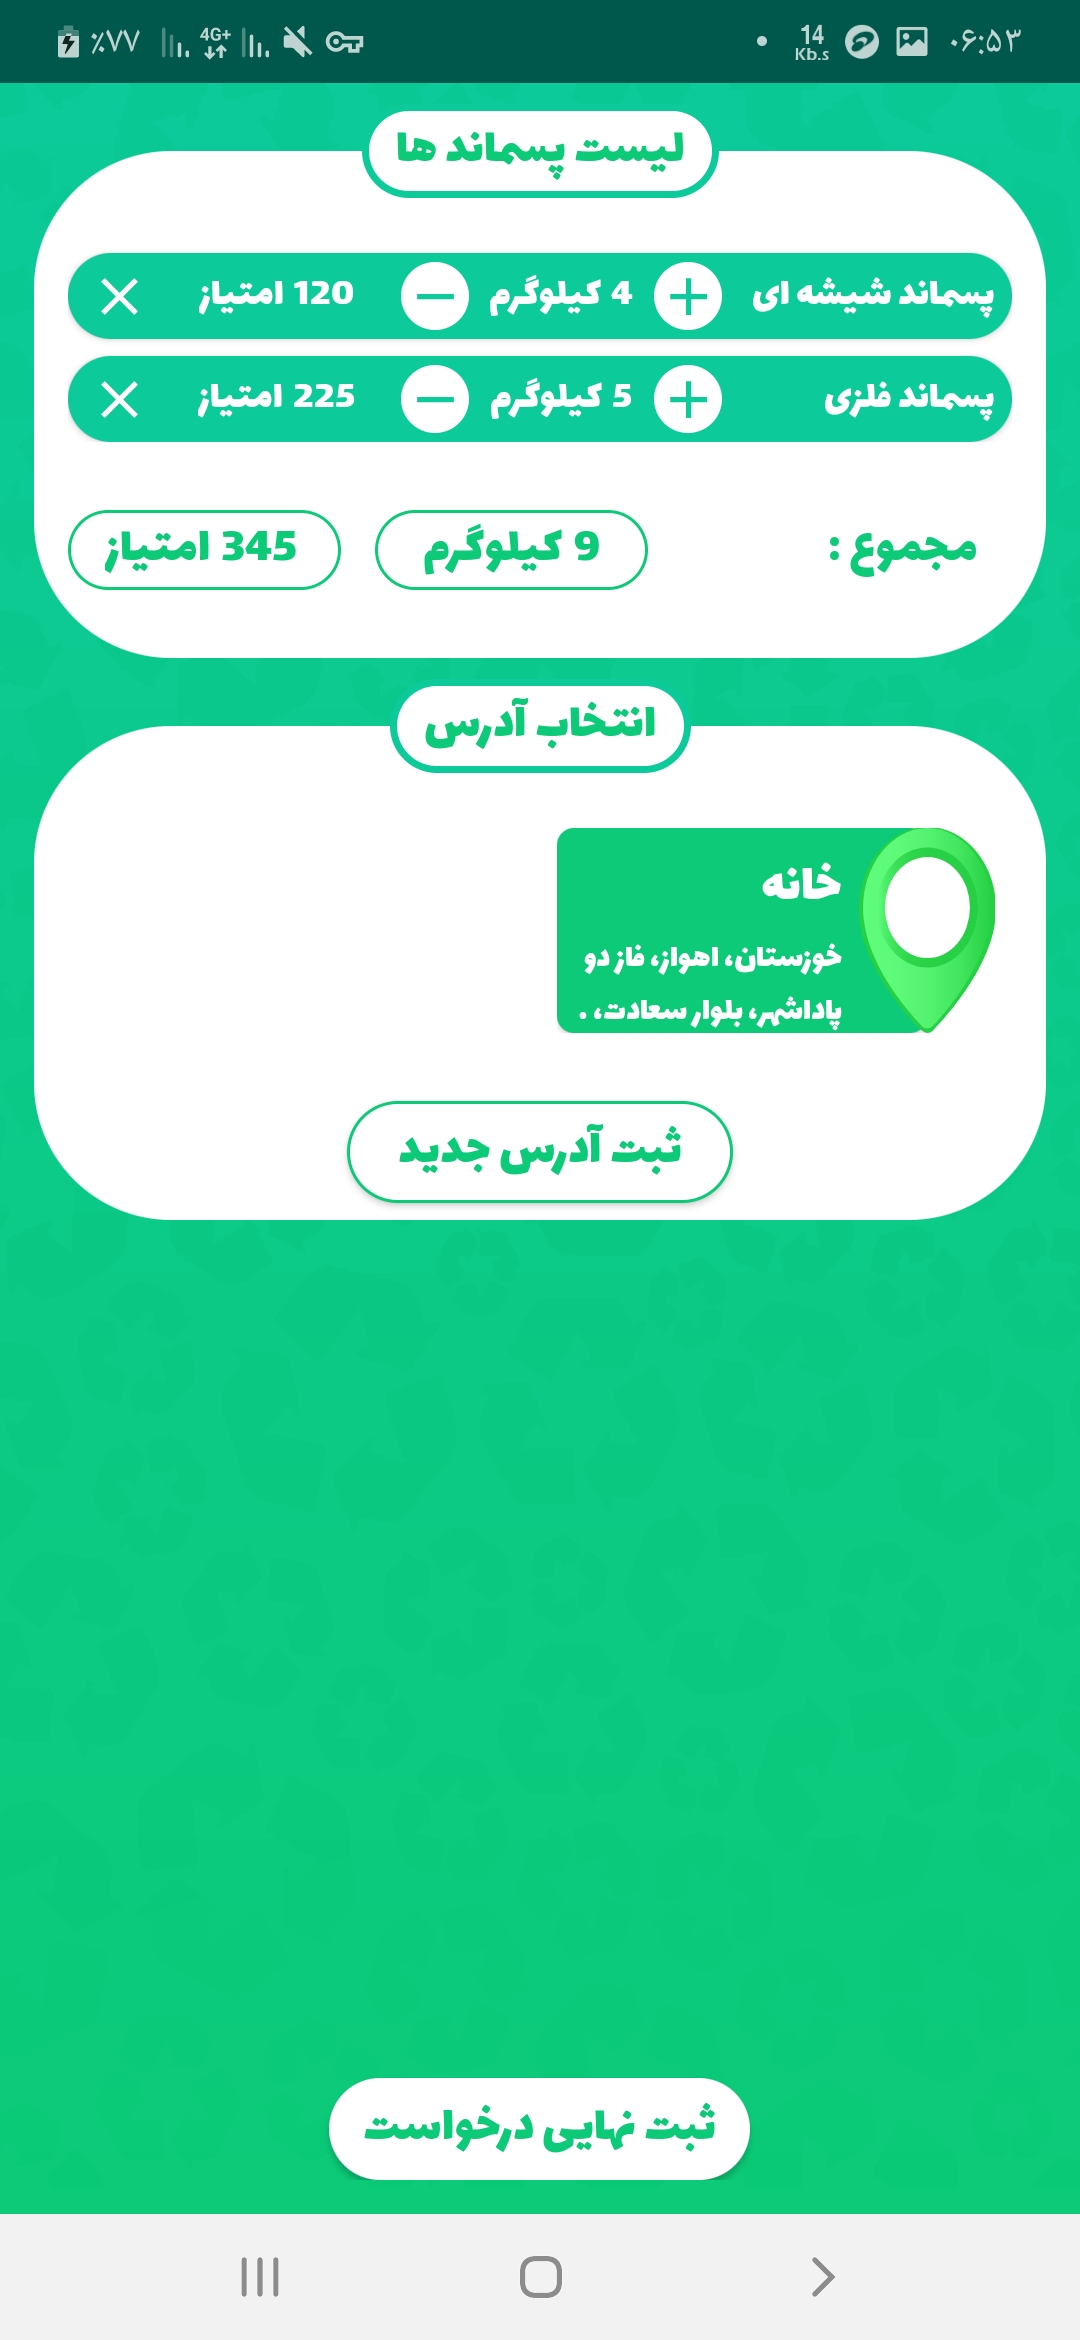 ۰۶:۵۳
14
Kb.s
4G+
٪۷۷
لیست پسماند ها
پسماند شیشه ای 4 کیلوگرم 120 امتیاز
پسماند فلزی 5 کیلوگرم 225 امتیاز
مجموع : 9 کیلوگرم 345 امتیاز
انتخاب آدرس
خانه
خوزستان، اهواز، فاز دو
پاداشهر، بلوار سعادت، .
ثبت آدرس جدید
ثبت نهایی درخواست